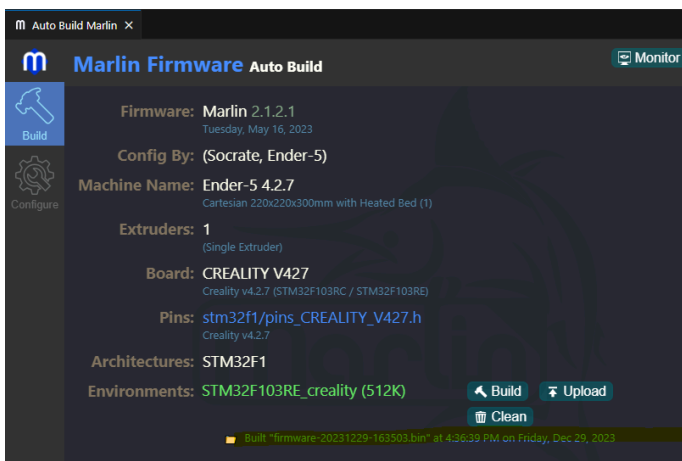 Auto Build Marlin
Marlin Firmware Auto Build
Monitor
Build
Configure
Firmware: Marlin 2.1.2.1
Tuesday, May 16, 2023
Config By: (Socrate, Ender-5)
Machine Name: Ender-5 4.2.7
Cartesian 220x220x300mm with Heated Bed (1)
Extruders: 1
(Single Extruder)
Board: CREALITY V427
Creality v4.2.7 (STM32F103RC / STM32F103RE)
Pins: stm32f1/pins_CREALITY_V427.h
Creality v4.2.7
Architectures: STM32F1
Environments: STM32F103RE_creality (512K)
Build
Upload
Clean
Built "firmware-20231229-163503.bin" at 4:36:39 PM on Friday, Dec 29, 2023
marlin